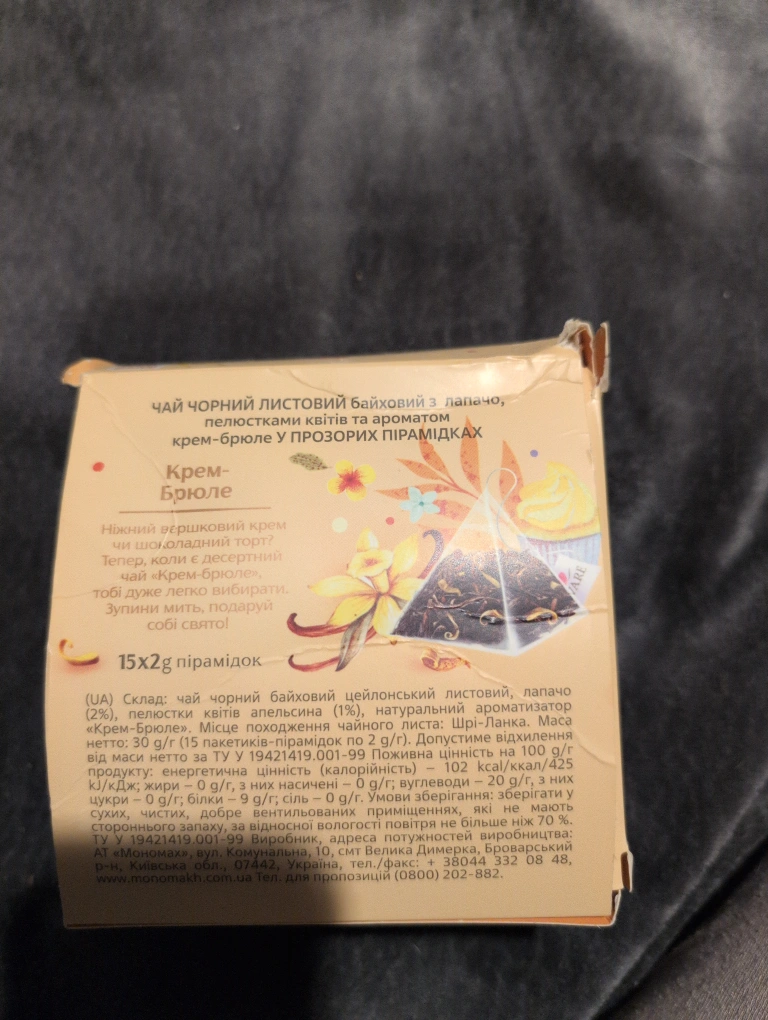 ЧАЙ ЧОРНИЙ ЛИСТОВИЙ байховий з лапачо,
пелюстками квітів та ароматом
крем-брюле У ПРОЗОРИХ ПІРАМІДКАХ
Крем-
Брюле
Ніжний вершковий крем
чи шоколадний торт?
Тепер, коли є десертний
чай «Крем-брюле»,
тобі дуже легко вибирати.
Зупини мить, подаруй
собі свято!
15х2g пірамідок
(UA) Склад: чай чорний байховий цейлонський листовий, лапачо
(2%), пелюстки квітів апельсина (1%), натуральний ароматизатор
«Крем-Брюле». Місце походження чайного листа: Шрі-Ланка. Маса
нетто: 30 g/г (15 пакетиків-пірамідок по 2 g/г). Допустиме відхилення
від маси нетто за ТУ У 19421419.001-99 Поживна цінність на 100 g/г
продукту: енергетична цінність (калорійність) – 102 kcal/ккал/425
kJ/кДж; жири – 0 g/г, з них насичені – 0 g/г; вуглеводи – 20 g/г, з них
цукри – 0 g/г; білки – 9 g/г; сіль – 0 g/г. Умови зберігання: зберігати у
сухих, чистих, добре вентильованих приміщеннях, які не мають
стороннього запаху, за відносної вологості повітря не більше ніж 70 %.
ТУ У 19421419.001-99 Виробник, адреса потужностей виробництва:
АТ «Мономах», вул. Комунальна, 10, смт Велика Димерка, Броварський
р-н, Київська обл., 07442, Україна, тел./факс: + 38044 332 08 48,
www.monomakh.com.ua Тел. для пропозицій (0800) 202-882.